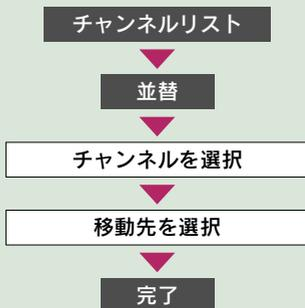 チャンネルリスト
並替
チャンネルを選択
移動先を選択
完了